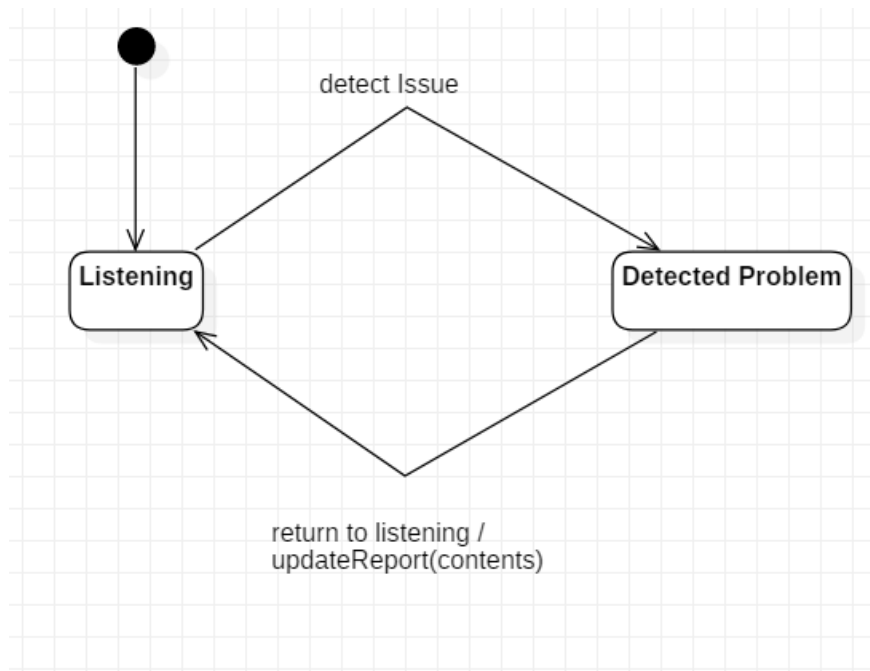 detect Issue
Listening
Detected Problem
return to listening /
updateReport(contents)